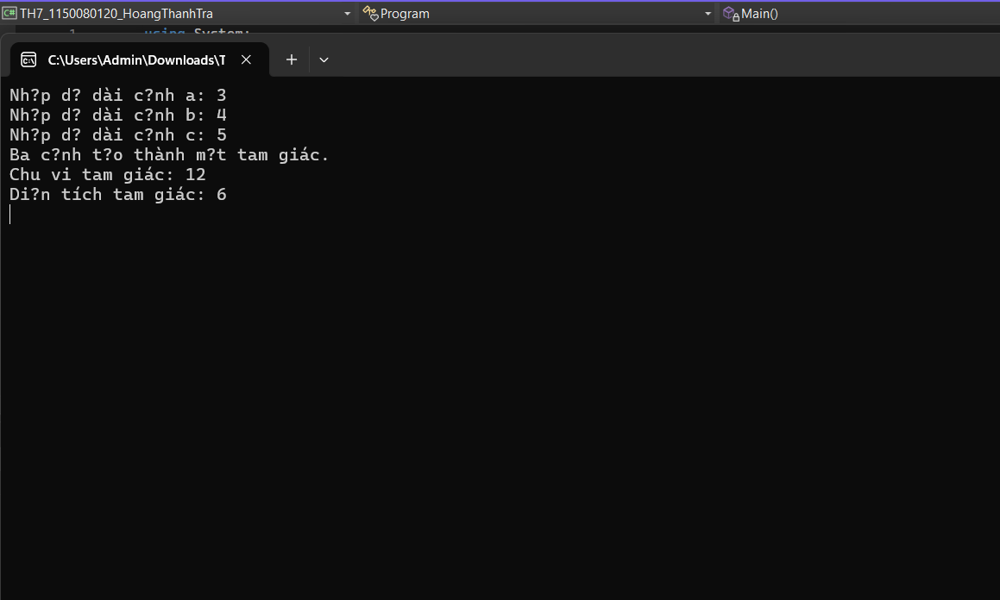 TH7_1150080120_HoangThanhTra Program Main()
1 using System;
C:\Users\Admin\Downloads\T
Nh?p d? dài c?nh a: 3
Nh?p d? dài c?nh b: 4
Nh?p d? dài c?nh c: 5
Ba c?nh t?o thành m?t tam giác.
Chu vi tam giác: 12
Di?n tích tam giác: 6